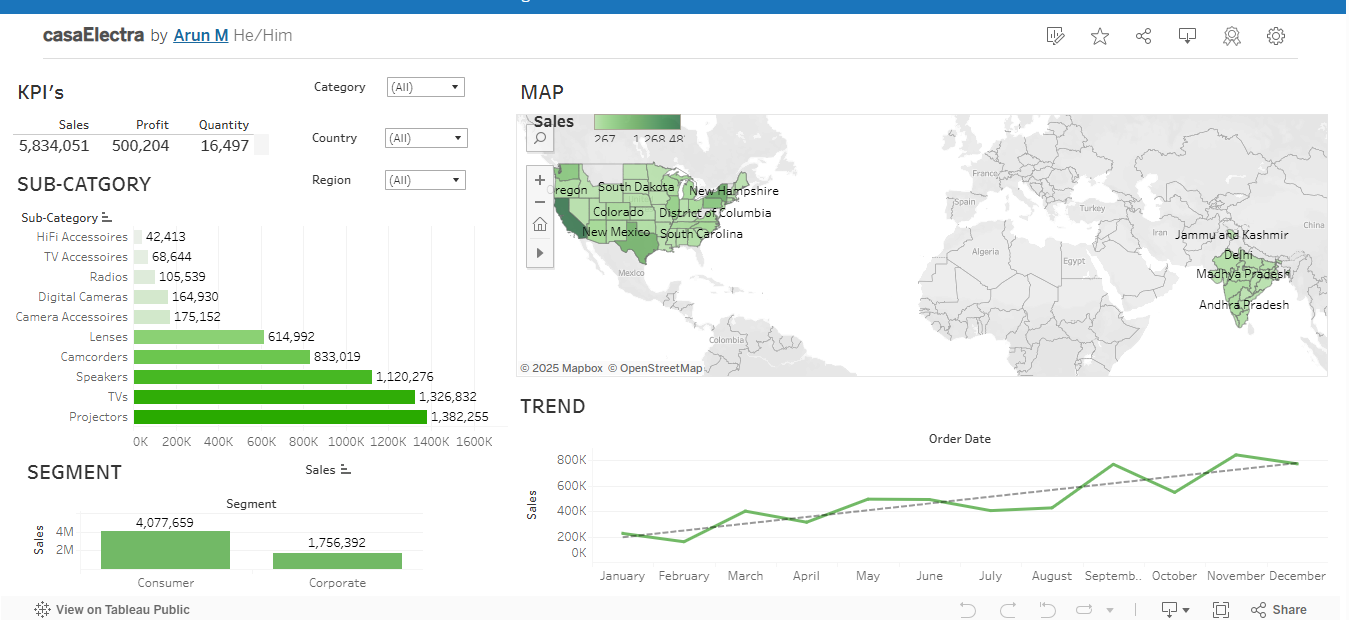 casaElectra by Arun M He/Him
KPI's
Category (All)
Sales Profit Quantity
5,834,051 500,204 16,497
Country (All)
Region (All)
SUB-CATGORY
Sub-Category
HiFi Accessoires 42,413
TV Accessoires 68,644
Radios 105,539
Digital Cameras 164,930
Camera Accessoires 175,152
Lenses 614,992
Camcorders 833,019
Speakers 1,120,276
TVs 1,326,832
Projectors 1,382,255
0K 200K 400K 600K 800K 1000K 1200K 1400K 1600K
Sales
SEGMENT
Segment
Sales
4M
2M
4,077,659
1,756,392
Consumer Corporate
MAP
Sales
267 1,268,48
South Dakota
New Hampshire
Colorado
District of Columbia
New Mexico
South Carolina
Mexico
Colombia
France
Spain
Turkey
Algeria
Egypt
Iran
China
Jammu and Kashmir
Delhi
Madhya Pradesh
Andhra Pradesh
© 2025 Mapbox © OpenStreetMap
TREND
Order Date
Sales
800K
600K
400K
200K
0K
January February March April May June July August Septemb.. October November December
View on Tableau Public
Share